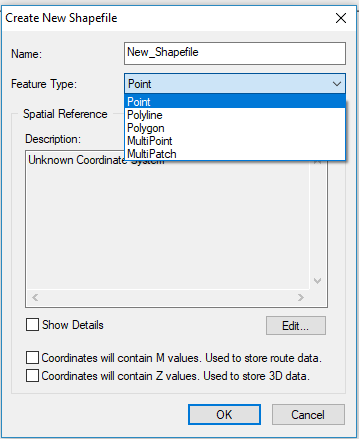 Create New Shapefile
Name: New_Shapefile
Feature Type: Point
Point
Polyline
Polygon
MultiPoint
MultiPatch
Spatial Reference
Description:
Unknown Coordinate System
Show Details
Edit...
Coordinates will contain M values. Used to store route data.
Coordinates will contain Z values. Used to store 3D data.
OK Cancel